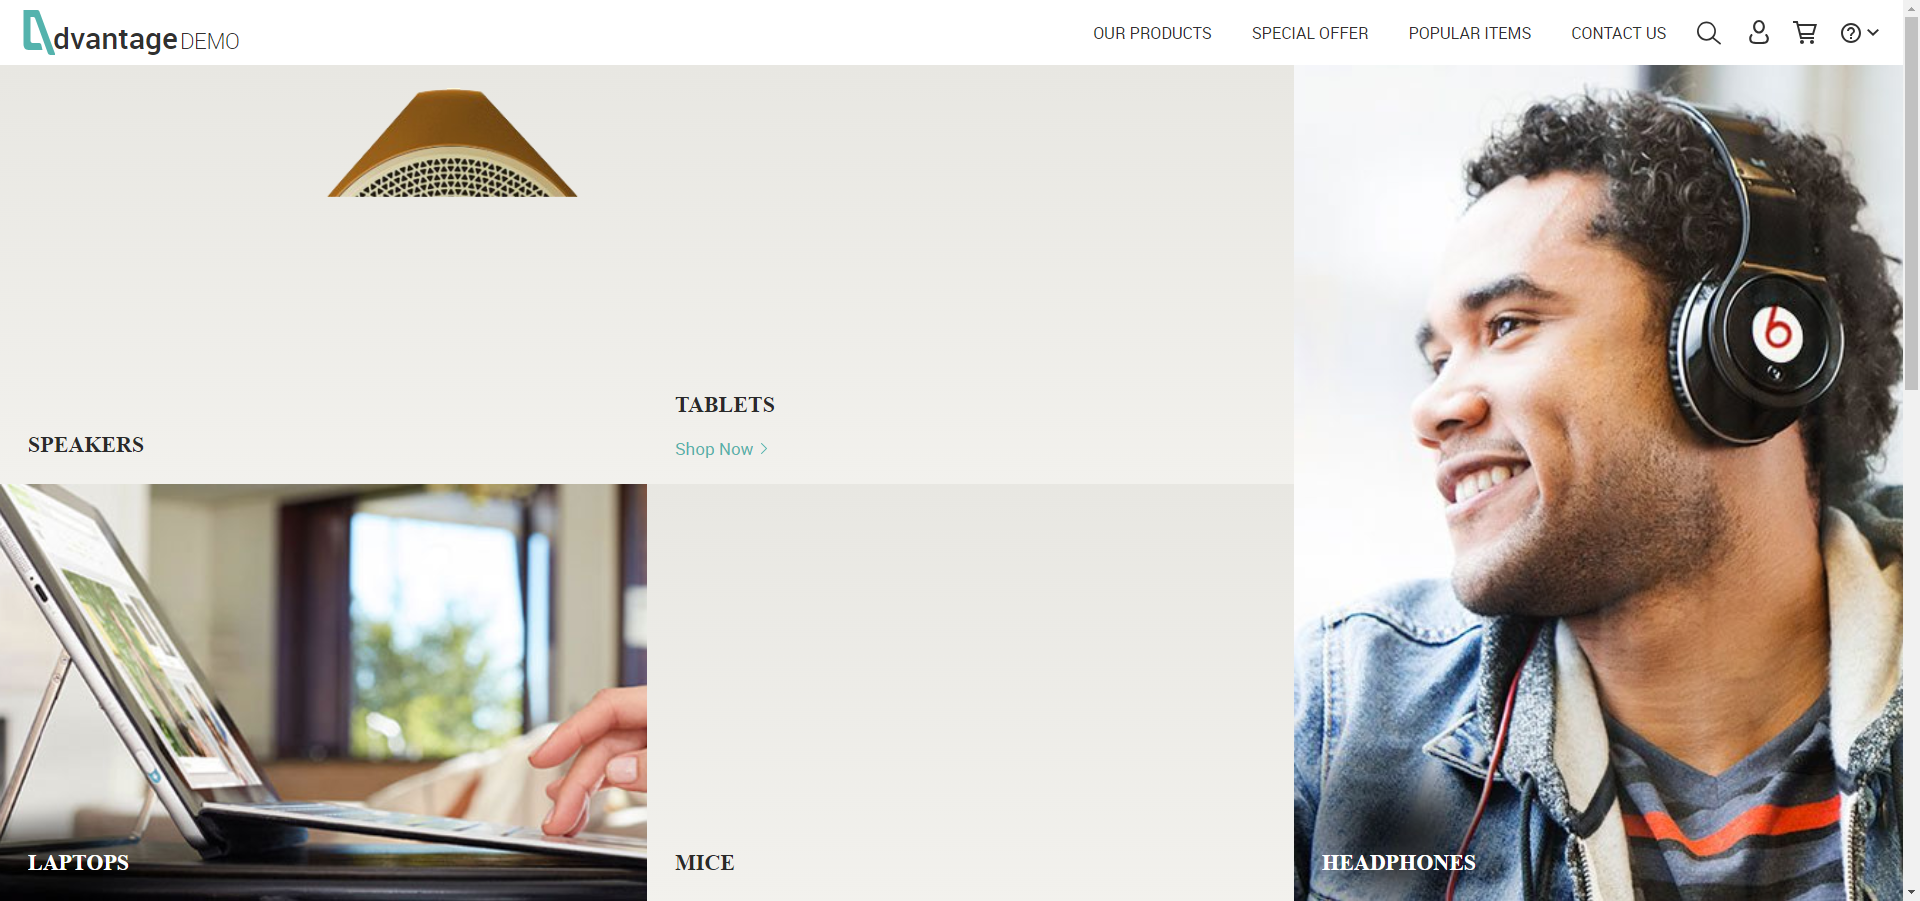 dvantage DEMO
OUR PRODUCTS
SPECIAL OFFER
POPULAR ITEMS
CONTACT US
SPEAKERS
TABLETS
Shop Now
LAPTOPS
MICE
HEADPHONES